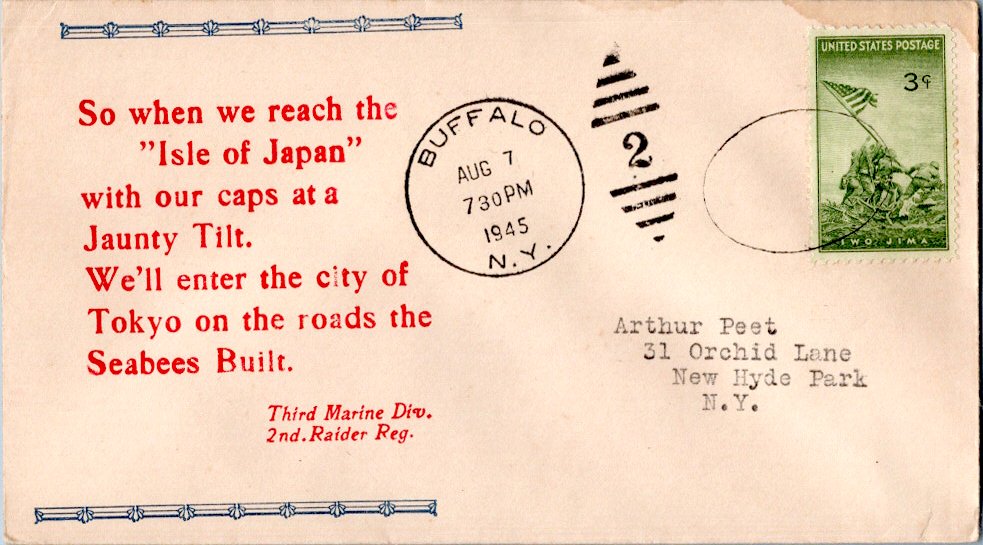 So when we reach the
"Isle of Japan"
with our caps at a
Jaunty Tilt.
We'll enter the city of
Tokyo on the roads the
Seabees Built.
Third Marine Div.
2nd. Raider Reg.
BUFFALO
AUG 7
730PM
1945
N.Y.
2
UNITED STATES POSTAGE
3¢
IWO JIMA
Arthur Peet
31 Orchid Lane
New Hyde Park
N.Y.